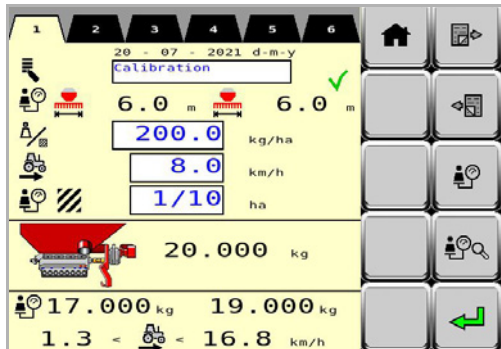 1 2 3 4 5 6
20 - 07 - 2021 d-m-y
Calibration
6.0 m 6.0 m
200.0 kg/ha
8.0 km/h
1/10 ha
20.000 kg
17.000 kg 19.000 kg
1.3 < < 16.8 km/h